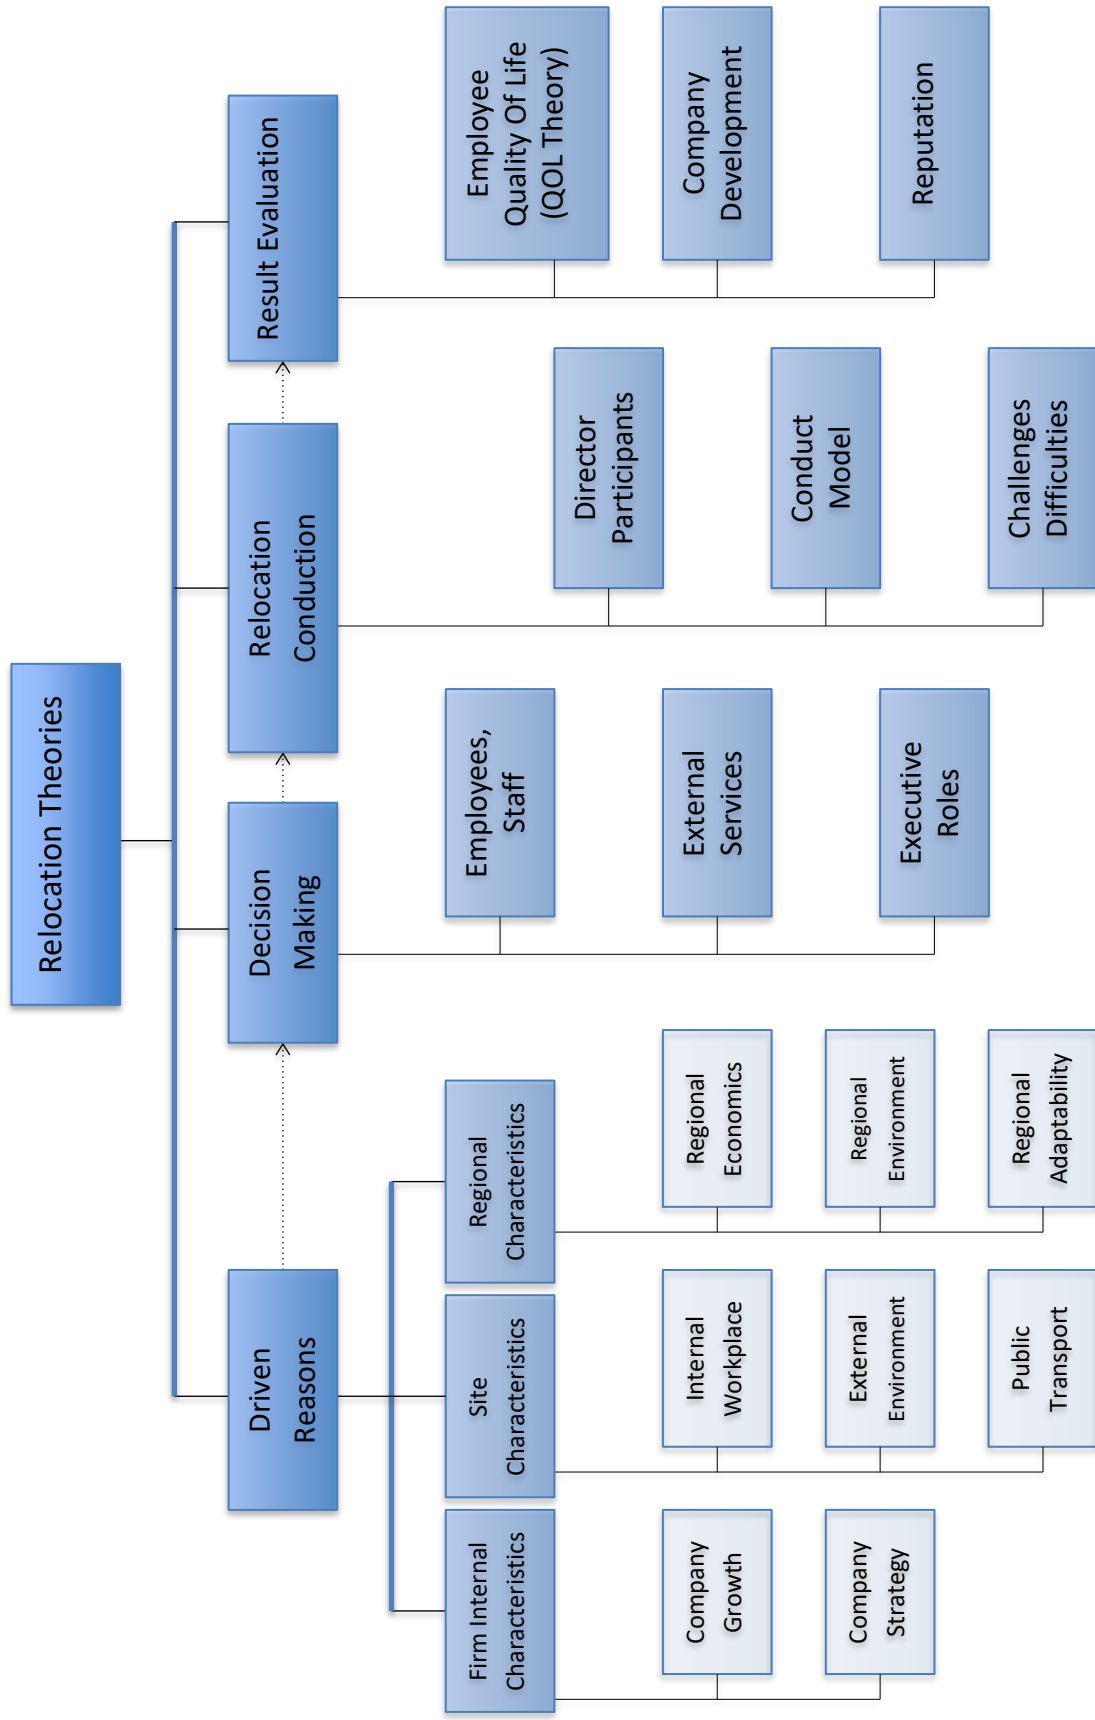 Relocation Theories
Driven
Reasons
Decision
Making
Relocation
Conduction
Result Evaluation
Firm Internal
Characteristics
Site
Characteristics
Regional
Characteristics
Company
Growth
Company
Strategy
Internal
Workplace
External
Environment
Public
Transport
Regional
Economics
Regional
Environment
Regional
Adaptability
Employees,
Staff
External
Services
Executive
Roles
Director
Participants
Conduct
Model
Challenges
Difficulties
Employee
Quality Of Life
(QOL Theory)
Company
Development
Reputation